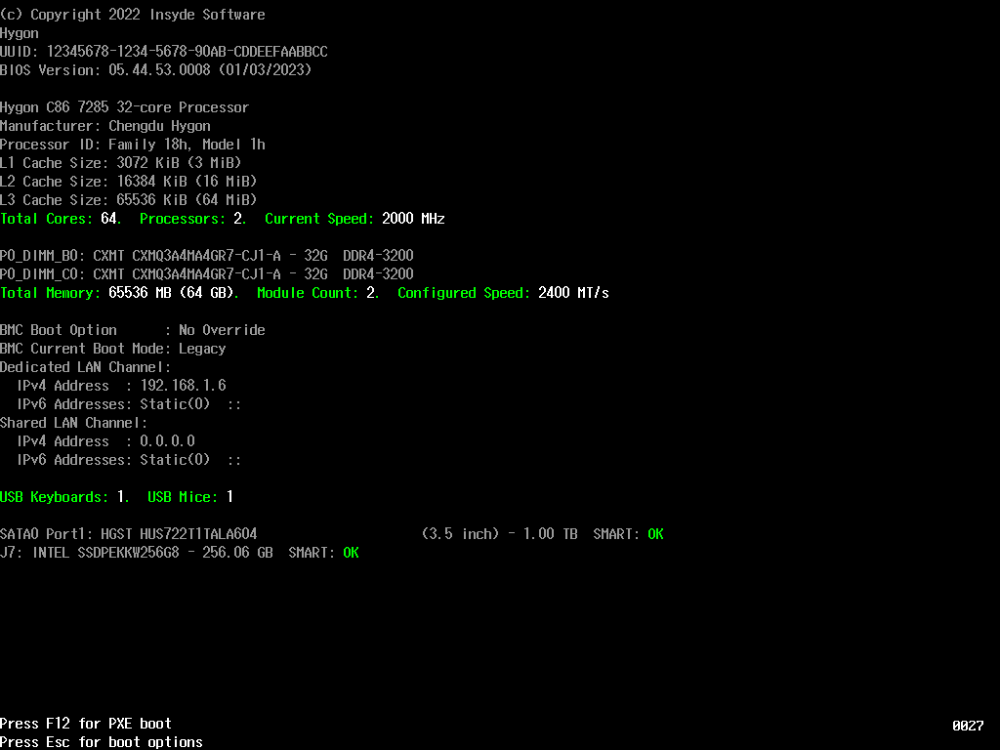 (c) Copyright 2022 Insyde Software
Hygon
UUID: 12345678-1234-5678-90AB-CDDEEFAABBCC
BIOS Version: 05.44.53.0008 (01/03/2023)
Hygon C86 7285 32-core Processor
Manufacturer: Chengdu Hygon
Processor ID: Family 18h, Model 1h
L1 Cache Size: 3072 KiB (3 MiB)
L2 Cache Size: 16384 KiB (16 MiB)
L3 Cache Size: 65536 KiB (64 MiB)
Total Cores: 64.  Processors: 2.  Current Speed: 2000 MHz
P0_DIMM_B0: CXMT CXMQ3A4MA4GR7-CJ1-A - 32G  DDR4-3200
P0_DIMM_C0: CXMT CXMQ3A4MA4GR7-CJ1-A - 32G  DDR4-3200
Total Memory: 65536 MB (64 GB).  Module Count: 2.  Configured Speed: 2400 MT/s
BMC Boot Option      : No Override
BMC Current Boot Mode: Legacy
Dedicated LAN Channel:
  IPv4 Address  : 192.168.1.6
  IPv6 Addresses: Static(0)  ::
Shared LAN Channel:
  IPv4 Address  : 0.0.0.0
  IPv6 Addresses: Static(0)  ::
USB Keyboards: 1.  USB Mice: 1
SATA0 Port1: HGST HUS722T1TALA604                     (3.5 inch) - 1.00 TB  SMART: OK
J7: INTEL SSDPEKKW256G8 - 256.06 GB  SMART: OK
Press F12 for PXE boot
0027
Press Esc for boot options